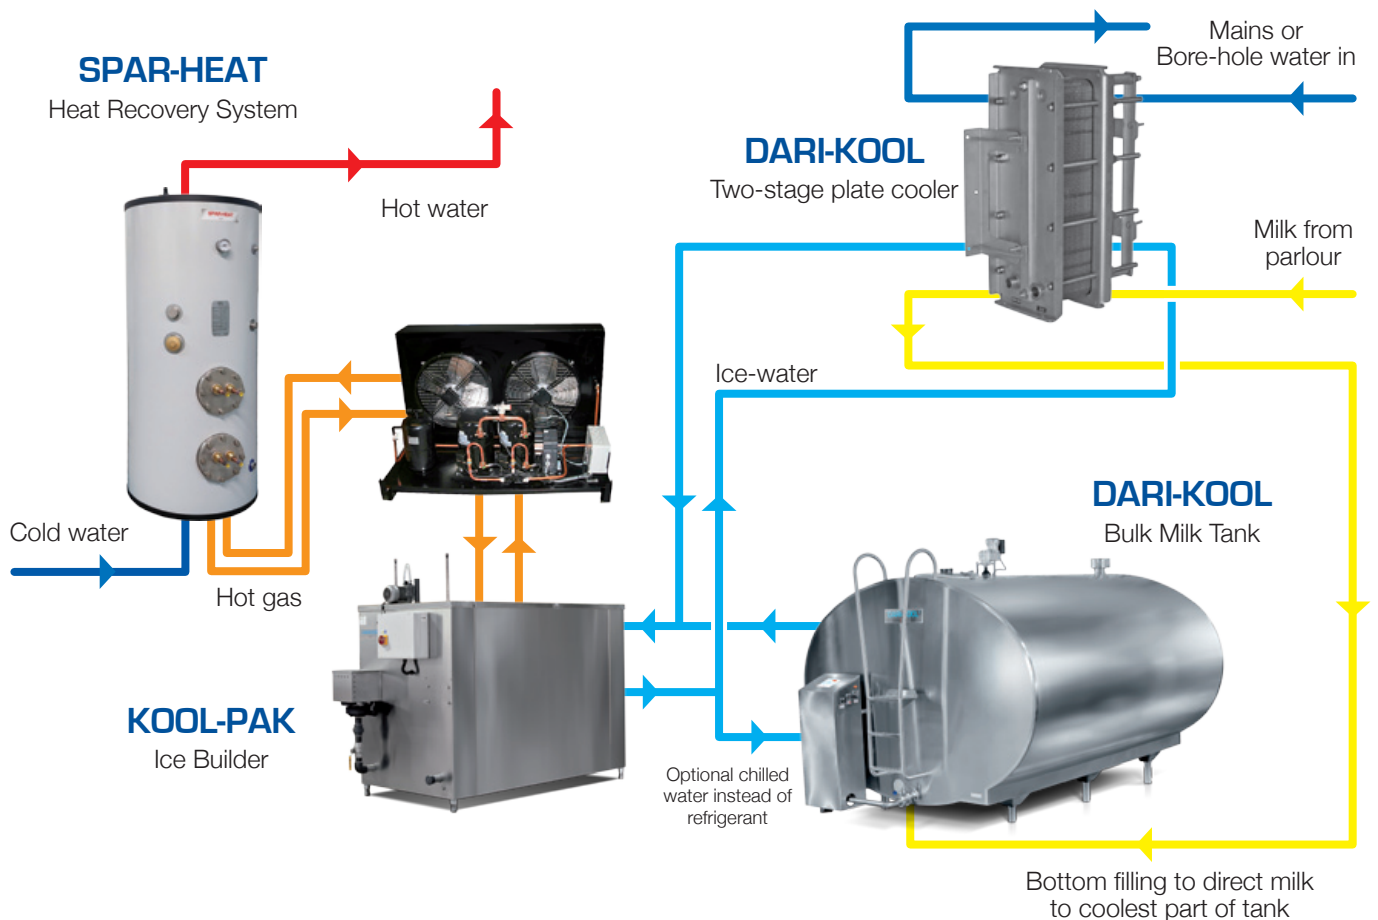 SPAR-HEAT
Heat Recovery System
Hot water
Mains or
Bore-hole water in
DARI-KOOL
Two-stage plate cooler
Milk from
parlour
Ice-water
Cold water
Hot gas
DARI-KOOL
Bulk Milk Tank
KOOL-PAK
Ice Builder
Optional chilled
water instead of
refrigerant
Bottom filling to direct milk
to coolest part of tank
SPAR-HEAT